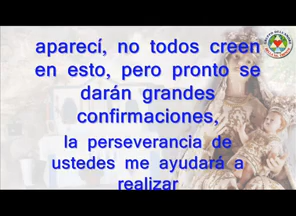 aparecí, no todos creen
en esto, pero pronto se
darán grandes
confirmaciones,
la perseverancia de
ustedes me ayudará a
realizar